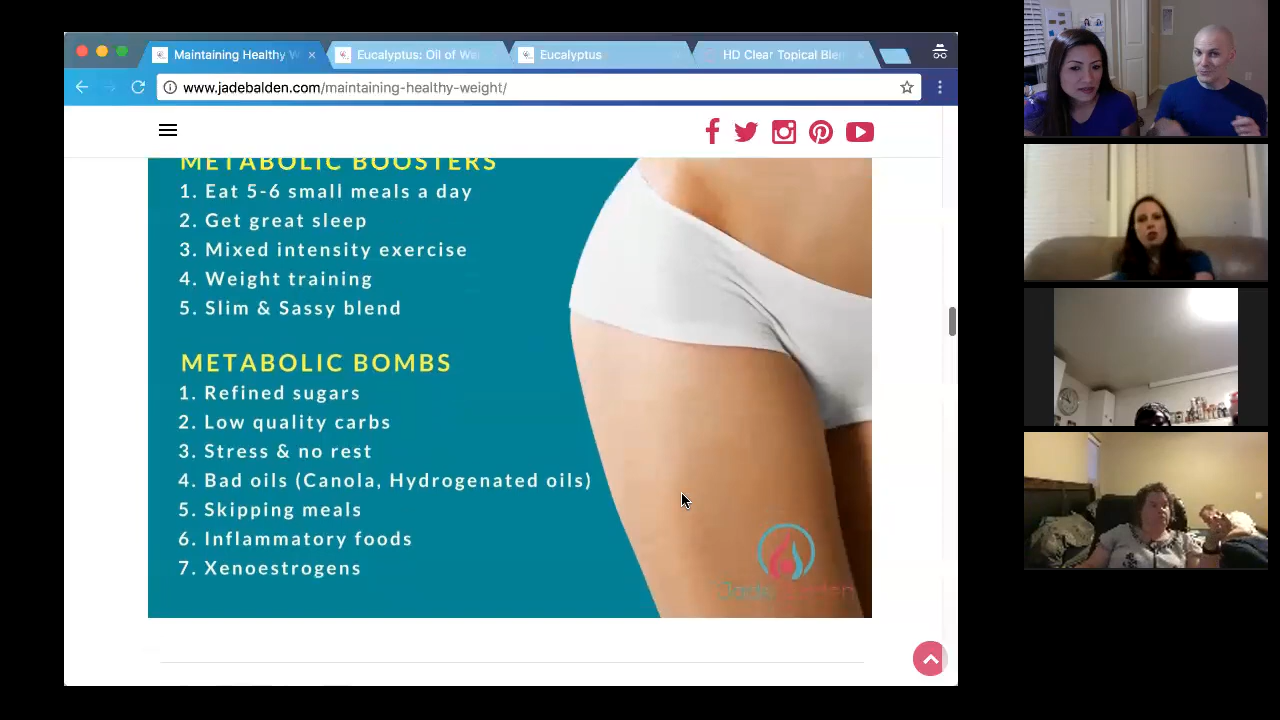 Maintaining Healthy W
Eucalyptus: Oil of We
Eucalyptus
HD Clear Topical Blen
www.jadebalden.com/maintaining-healthy-weight/
METABOLIC BOOSTERS
1. Eat 5-6 small meals a day
2. Get great sleep
3. Mixed intensity exercise
4. Weight training
5. Slim & Sassy blend
METABOLIC BOMBS
1. Refined sugars
2. Low quality carbs
3. Stress & no rest
4. Bad oils (Canola, Hydrogenated oils)
5. Skipping meals
6. Inflammatory foods
7. Xenoestrogens
Jade Balden